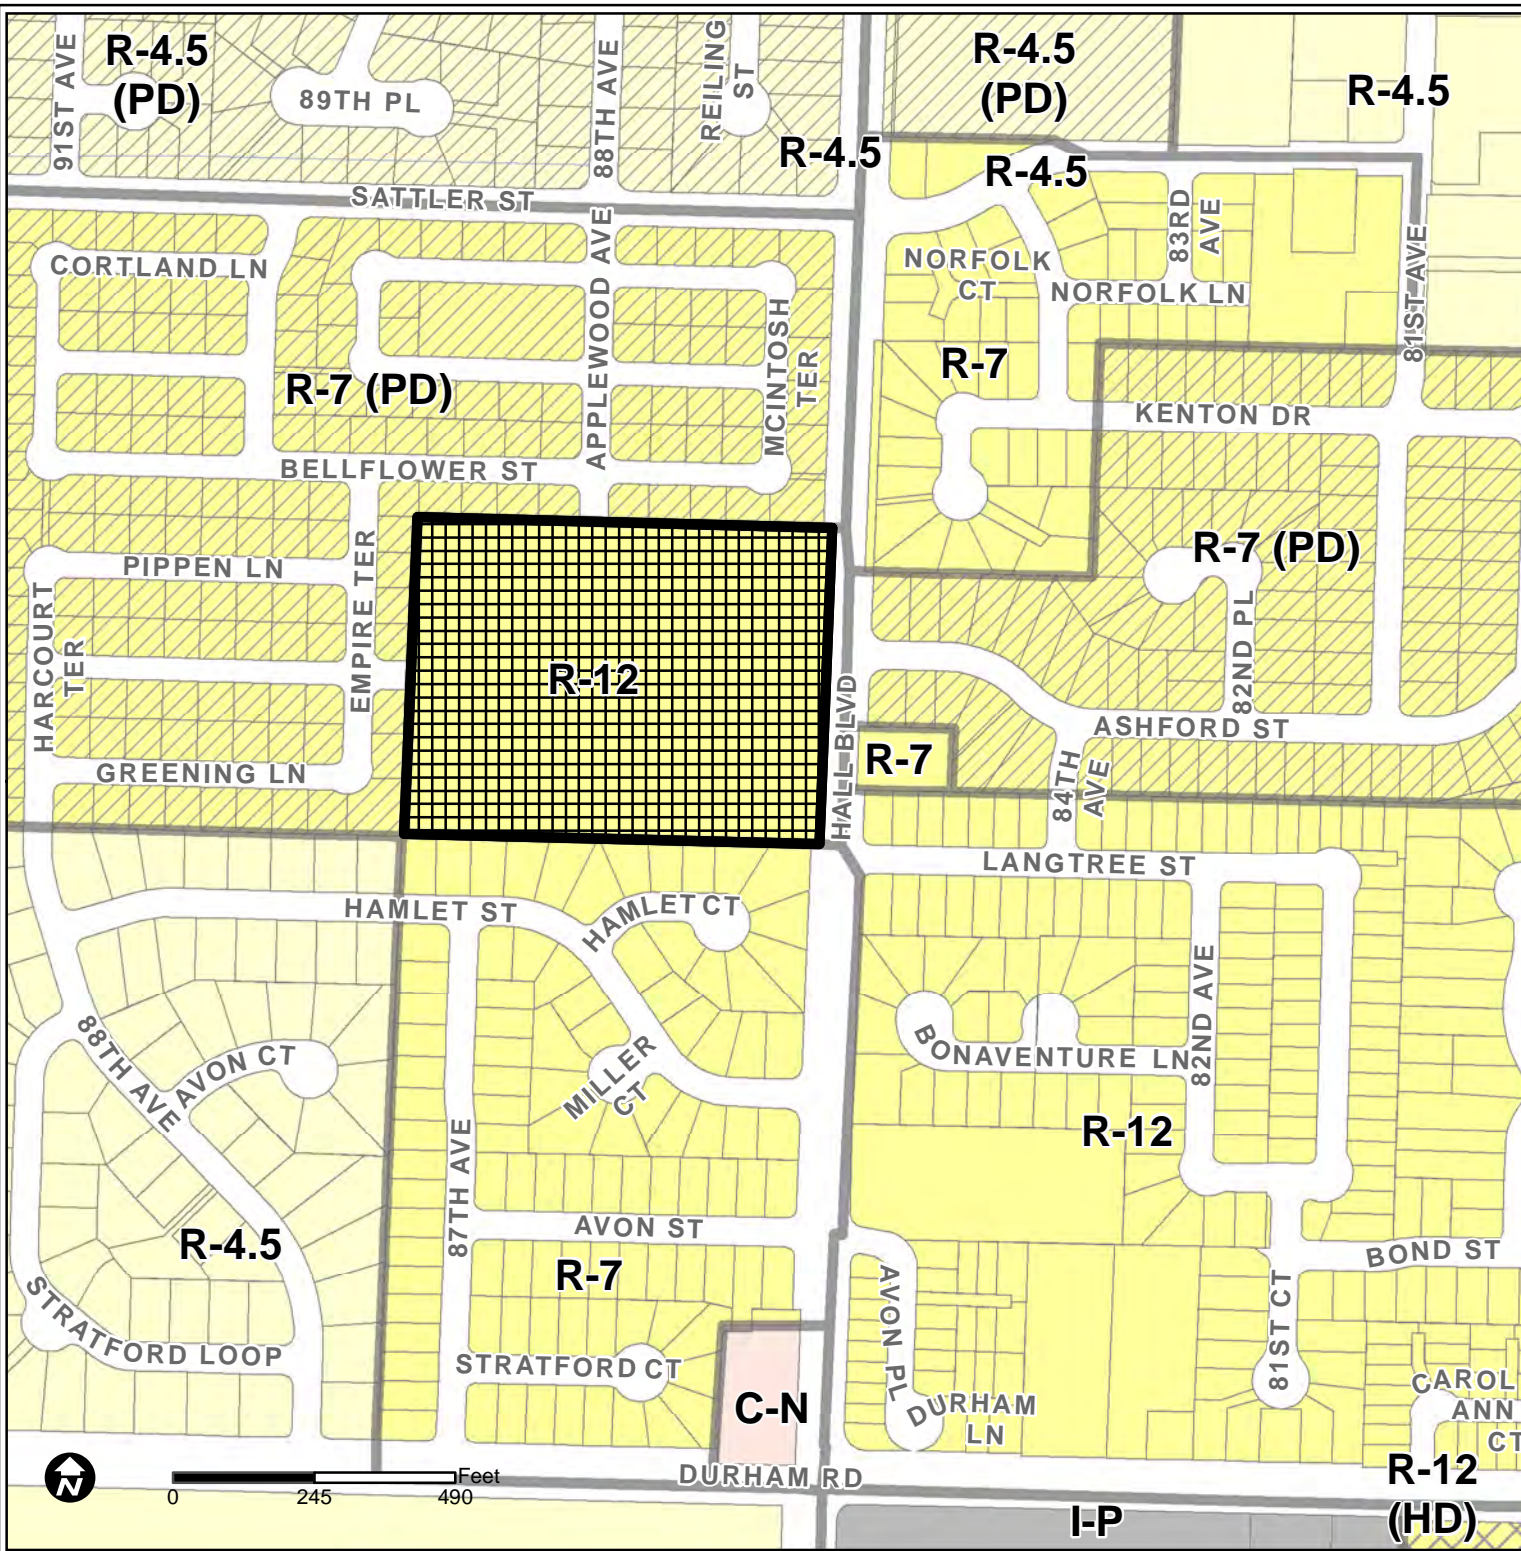 91ST AVE
R-4.5
(PD)
89TH PL
88TH AVE
REILING
ST
R-4.5
R-4.5
(PD)
R-4.5
R-4.5
SATTLER ST
CORTLAND LN
APPLEWOOD AVE
MCINTOSH
TER
NORFOLK
CT
83RD
AVE
NORFOLK LN
81ST AVE
R-7 (PD)
R-7
KENTON DR
BELLFLOWER ST
PIPPEN LN
EMPIRE TER
HARCOURT
TER
GREENING LN
R-12
HALL BLVD
R-7 (PD)
82ND PL
ASHFORD ST
R-7
84TH
AVE
LANGTREE ST
HAMLET ST
HAMLET CT
88TH AVE
AVON CT
MILLER
CT
BONAVENTURE LN
82ND AVE
R-12
87TH AVE
AVON ST
R-4.5
R-7
BOND ST
STRATFORD LOOP
STRATFORD CT
AVON PL
81ST CT
C-N
DURHAM
LN
CAROL
ANN
CT
N
Feet
0
245
490
DURHAM RD
R-12
(HD)
I-P